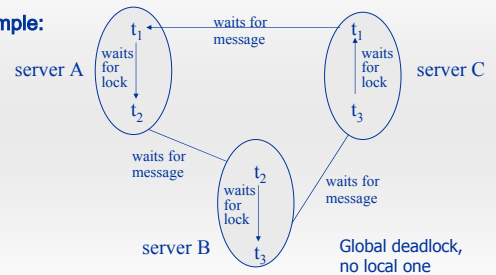 mple:
waits for
message
t1
waits
for
lock
t2
server A
t1
waits
for
lock
t3
server C
waits for
message
waits for
message
t2
waits
for
lock
t3
server B
Global deadlock,
no local one